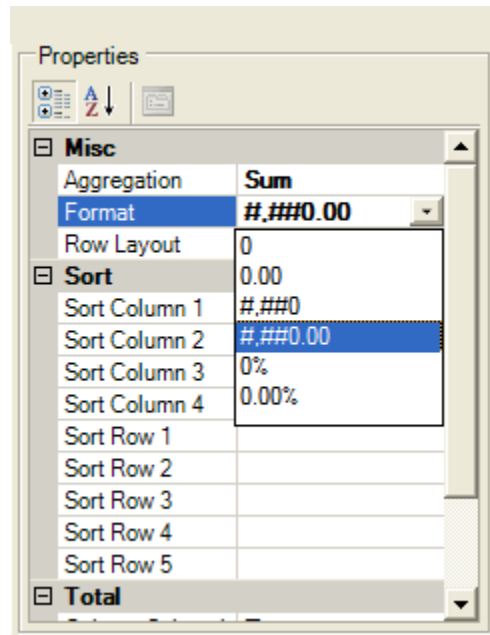 Properties
A
Z
Misc
Aggregation Sum
Format #,##0.00
Row Layout 0
Sort 0.00
Sort Column 1 #,##0
Sort Column 2 #,##0.00
Sort Column 3 0%
Sort Column 4 0.00%
Sort Row 1
Sort Row 2
Sort Row 3
Sort Row 4
Sort Row 5
Total